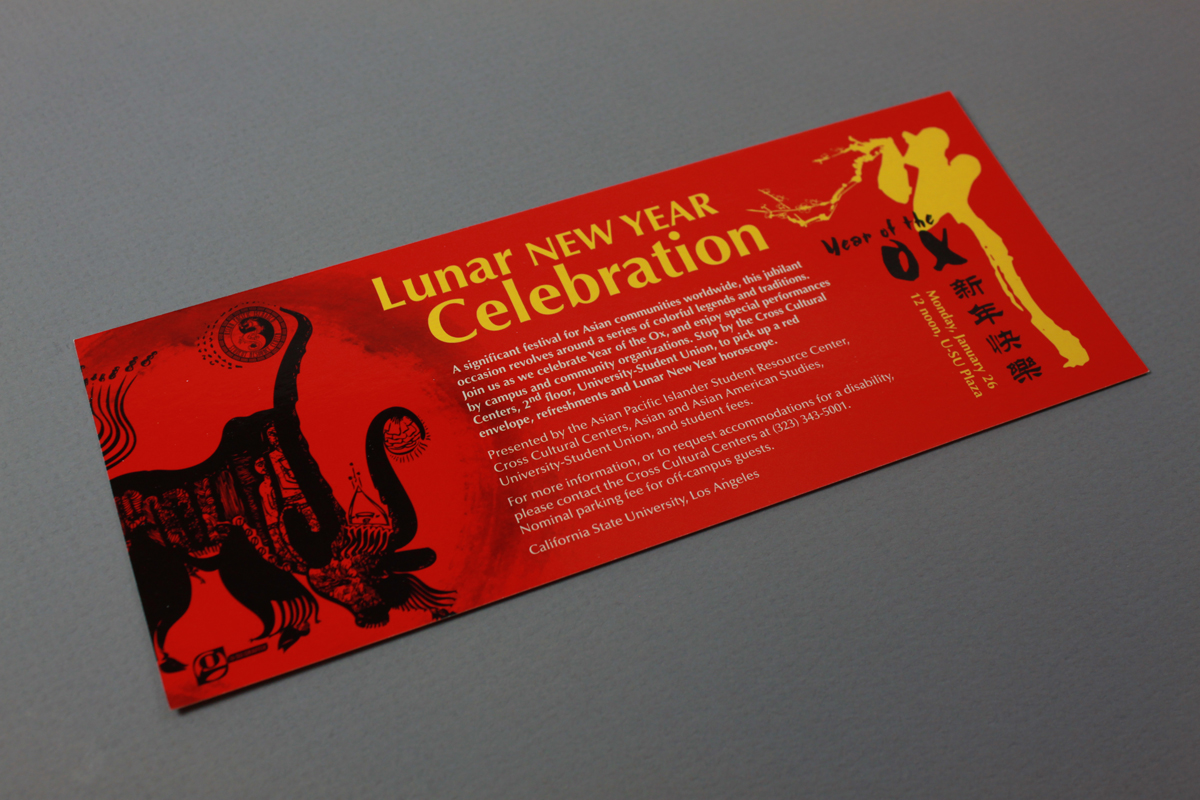 Lunar NEW YEAR
Celebration
A significant festival for Asian communities worldwide, this jubilant
occasion revolves around a series of colorful legends and traditions.
Join us as we celebrate Year of the Ox, and enjoy special performances
by campus and community organizations. Stop by the Cross Cultural
Centers, 2nd floor, University-Student Union, to pick up a red
envelope, refreshments and Lunar New Year horoscope.
Presented by the Asian Pacific Islander Student Resource Center,
Cross Cultural Centers, Asian and Asian American Studies,
University-Student Union, and student fees.
For more information, or to request accommodations for a disability,
please contact the Cross Cultural Centers at (323) 343-5001.
Nominal parking fee for off-campus guests.
California State University, Los Angeles
Year of the
OX
新年快樂
Monday, January 26
12 noon, U-SU Plaza
g